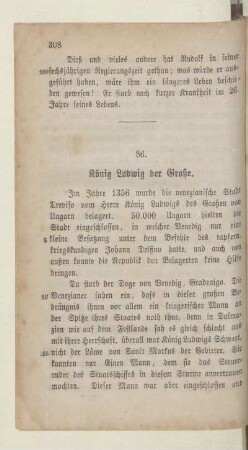 308
Dieß und vieles andere hat Rudolf in seiner
sechsjährigen Regierungszeit gethan; was würde er aus-
geführt haben, wäre ihm ein längeres Leben beschie-
den gewesen! Er starb nach kurzer Krankheit im 26.
Jahre seines Lebens.
86.
König Ludwig der Große.
Im Jahre 1356 wurde die venezianische Stadt
Treviso vom Heere König Ludwigs des Großen von
Ungarn belagert. 50.000 Ungarn hielten die
Stadt eingeschlossen, in welcher Venedig nur eine
kleine Besatzung unter dem Befehle des tapfern,
kriegskundigen Johann Delfino hatte, und auch von
außen konnte die Republik den Belagerten keine Hilfe
bringen.
Da starb der Doge von Venedig, Gradenigo. Die
Venezianer sahen ein, dass in dieser großen Be-
drängnis ihnen vor allem ein kriegerischer Mann an
der Spitze ihres Staates noth thue, denn in Dalma-
zien wie auf dem Festlande sah es gleich schlecht aus
mit ihrer Herrschaft, überall war König Ludwigs Schwert,
nicht der Löwe von Sanct Markus der Gebieter. Sie
kannten nur Einen Mann, dem sie das Steuer-
ruder des Staatsschiffes in diesem Sturme anvertrauen
mochten. Dieser Mann war aber eingeschlossen und